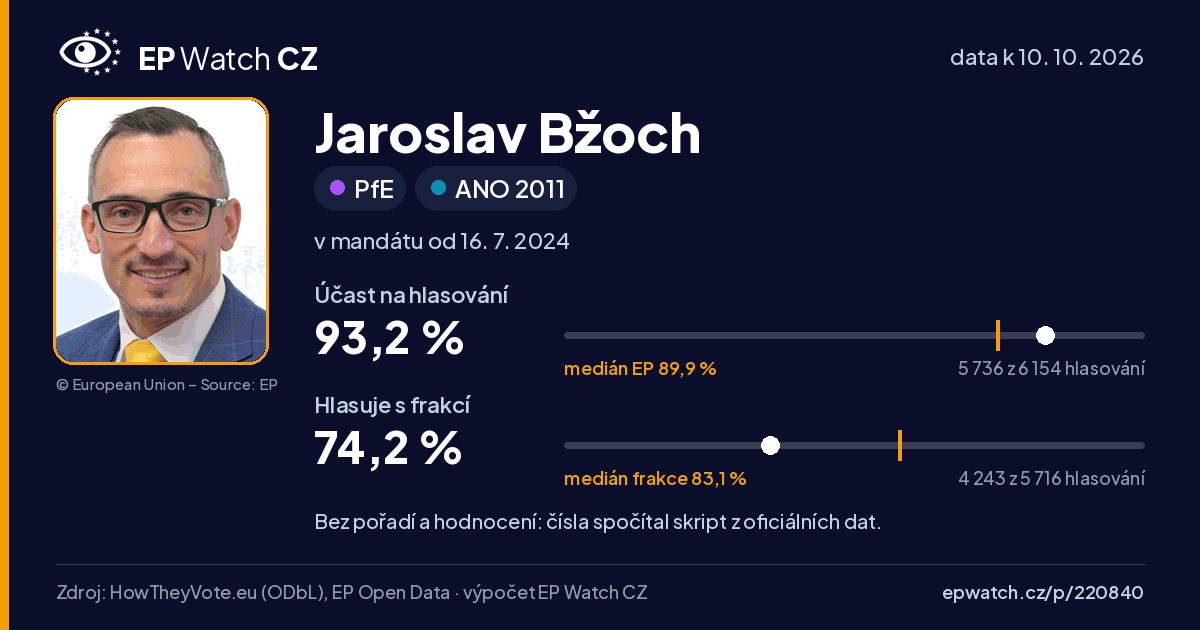 EP Watch CZ
data k 10. 10. 2026
Jaroslav Bžoch
PfE
ANO 2011
v mandátu od 16. 7. 2024
Účast na hlasování
93,2 %
medián EP 89,9 %
5 736 z 6 154 hlasování
© European Union – Source: EP
Hlasuje s frakcí
74,2 %
medián frakce 83,1 %
4 243 z 5 716 hlasování
Bez pořadí a hodnocení: čísla spočítal skript z oficiálních dat.
Zdroj: HowTheyVote.eu (ODbL), EP Open Data · výpočet EP Watch CZ
epwatch.cz/p/220840